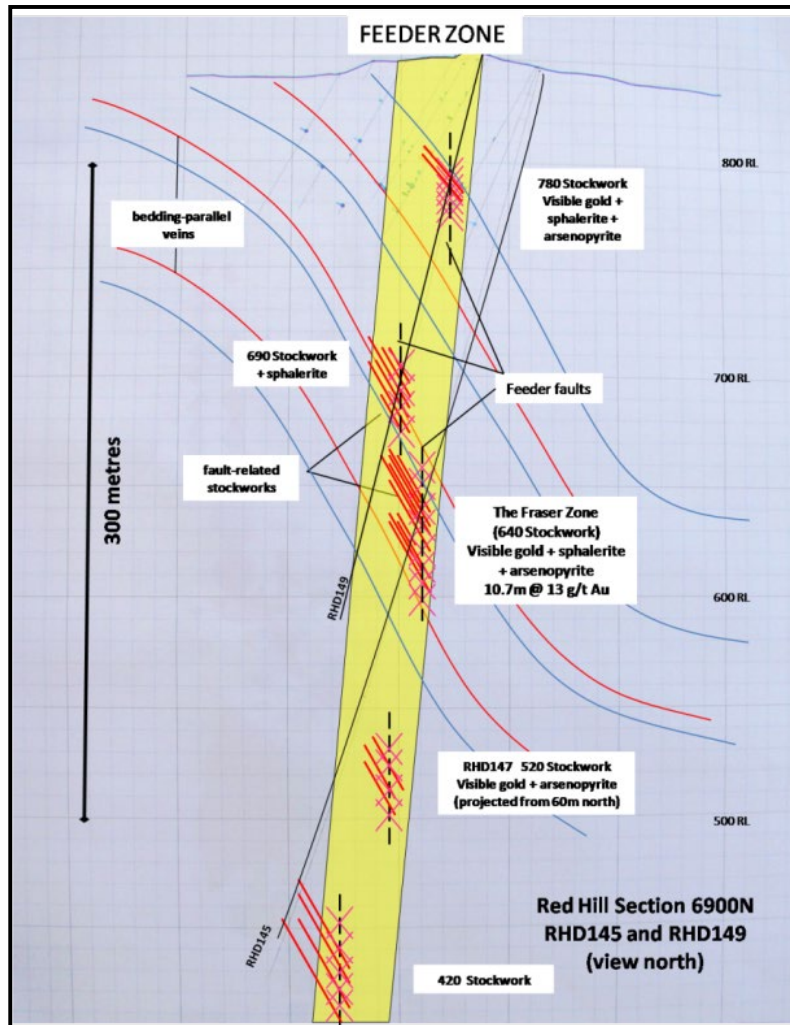 FEEDER ZONE
800 RL
780 Stockwork
Visible gold +
sphalerite +
arsenopyrite
bedding-parallel
veins
690 Stockwork
+ sphalerite
700 RL
Feeder faults
fault-related
stockworks
300 metres
The Fraser Zone
(640 Stockwork)
Visible gold + sphalerite
+ arsenopyrite
10.7m @ 13 g/t Au
RHD149
600 RL
RHD147 520 Stockwork
Visible gold + arsenopyrite
(projected from 60m north)
500 RL
Red Hill Section 6900N
RHD145 and RHD149
(view north)
RHD145
420 Stockwork